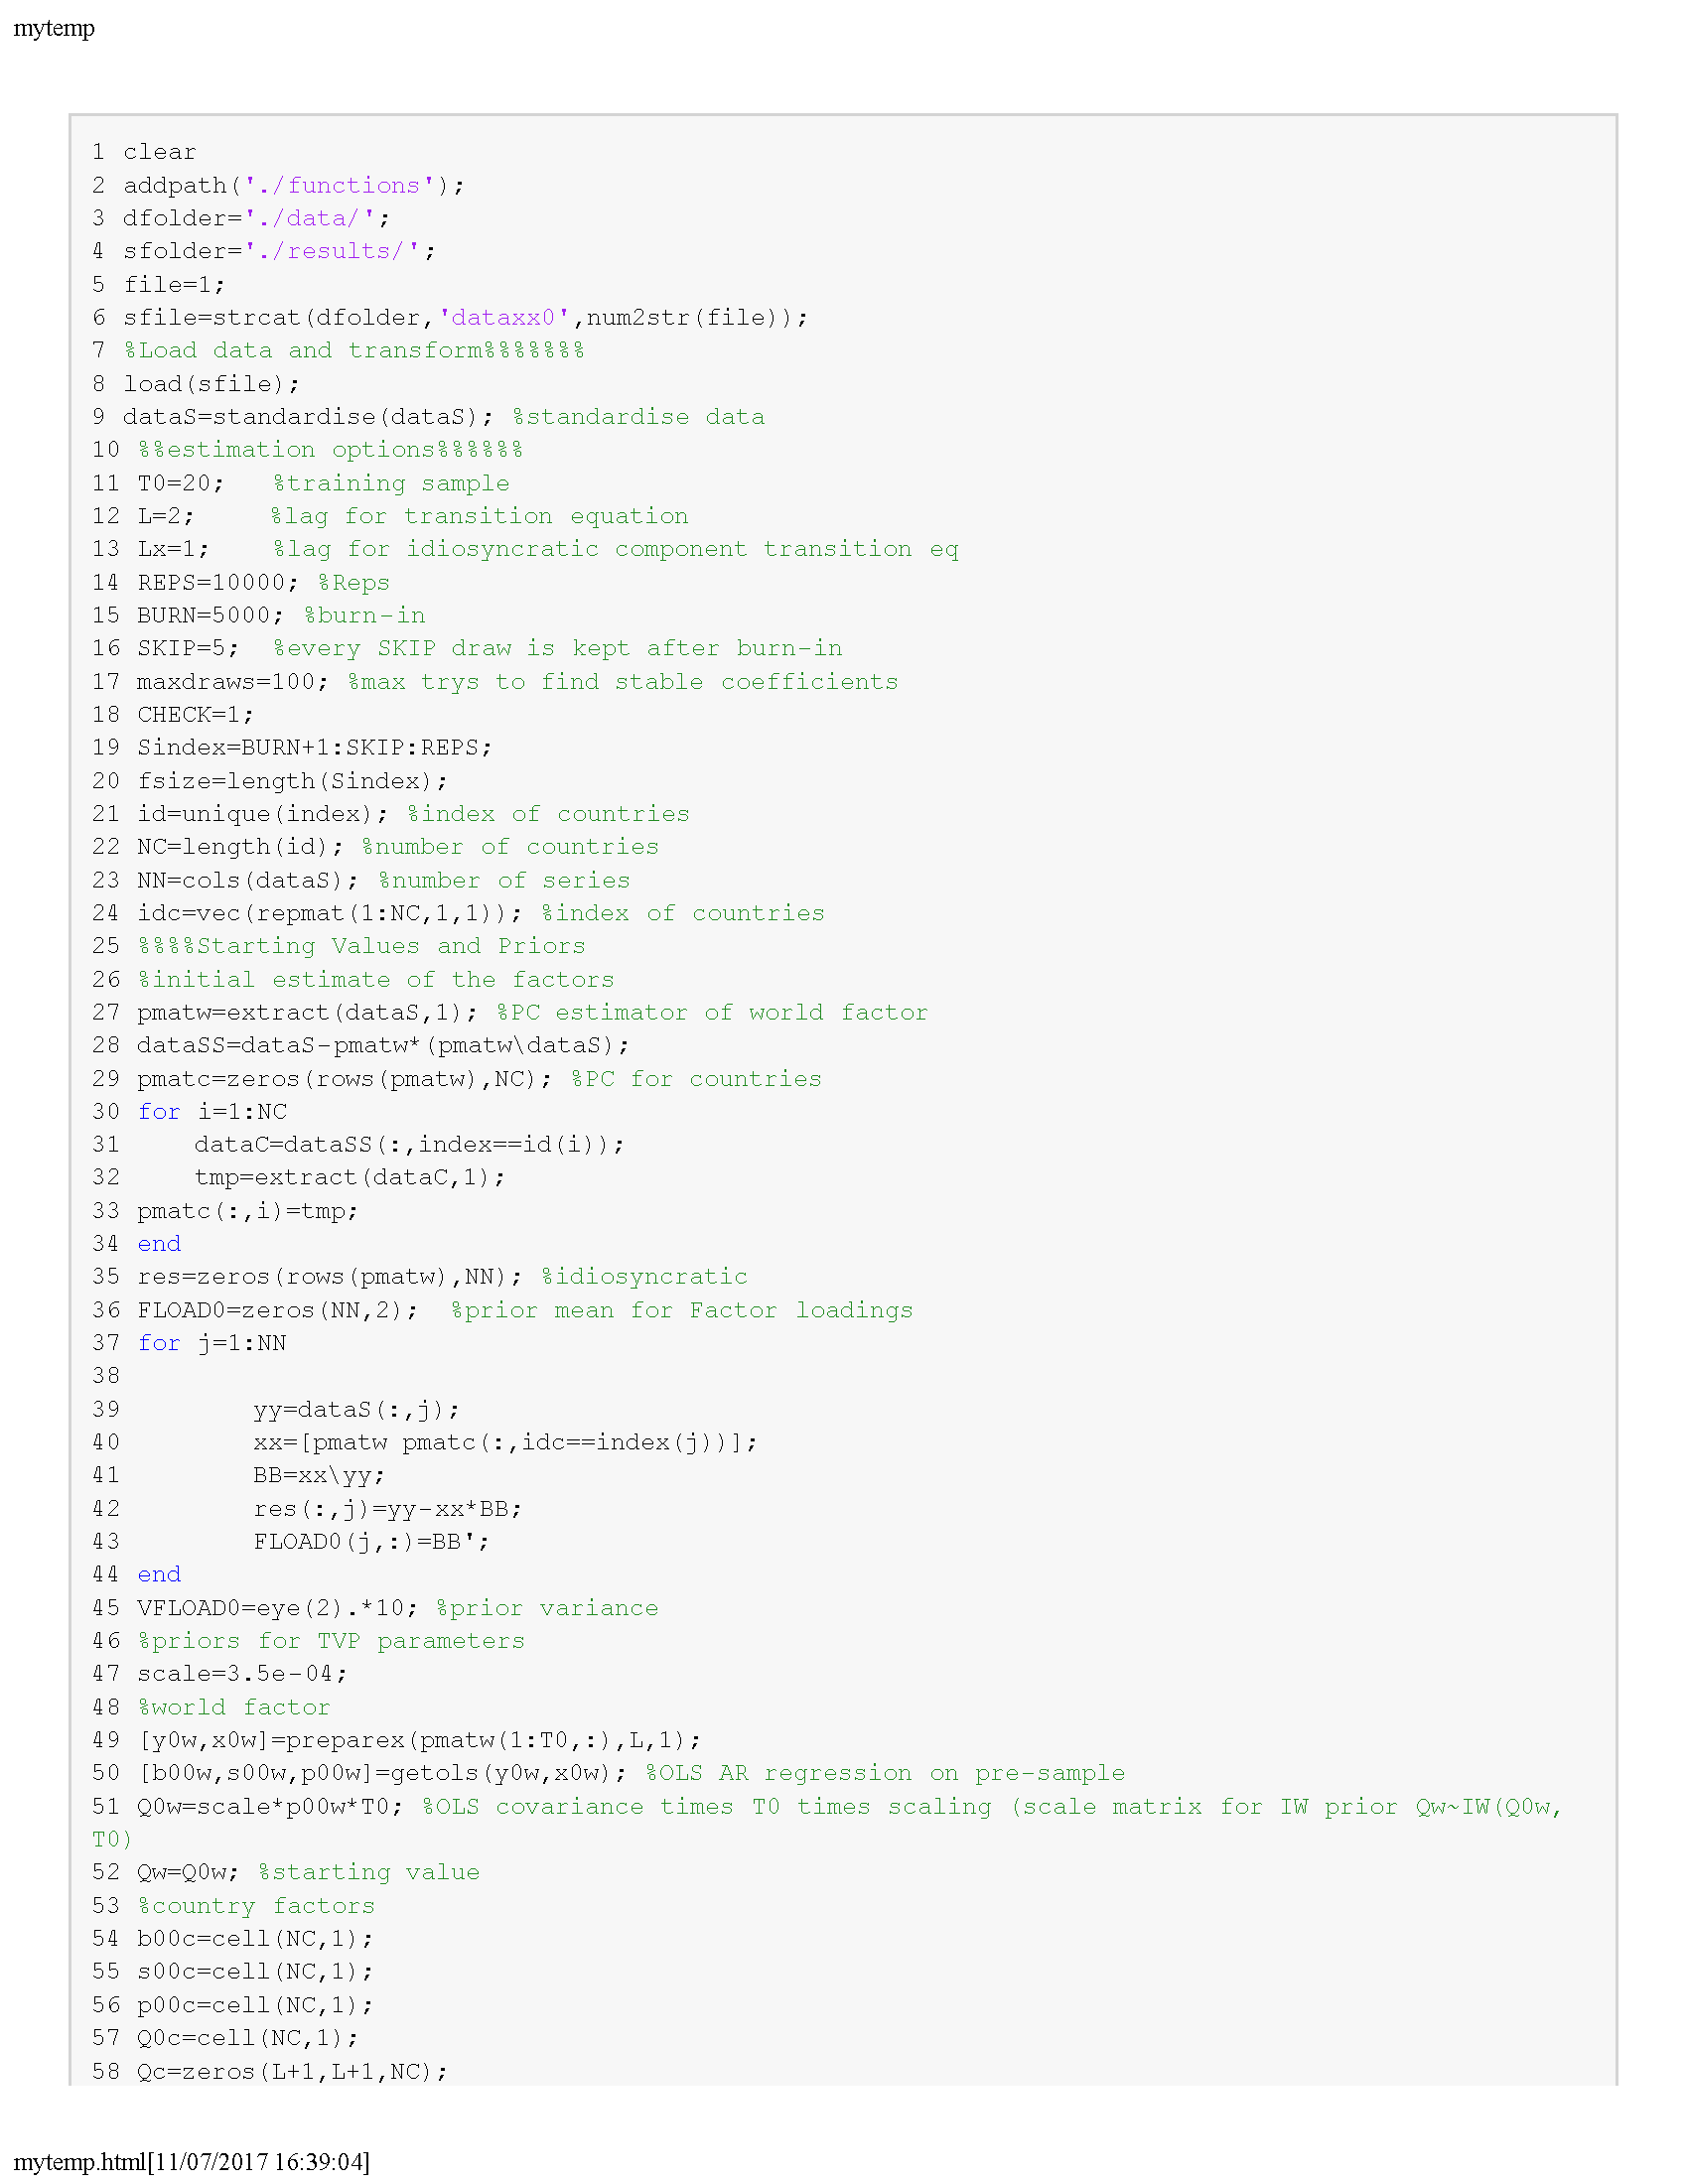 mytemp
1 clear
2 addpath('./functions');
3 dfolder='./data/';
4 sfolder='./results/';
5 file=1;
6 sfile=strcat(dfolder,'dataxx0',num2str(file));
7 %Load data and transform%%%%%%%
8 load(sfile);
9 dataS=standardise(dataS); %standardise data
10 %%estimation options%%%%%%
11 T0=20;   %training sample
12 L=2;     %lag for transition equation
13 Lx=1;    %lag for idiosyncratic component transition eq
14 REPS=10000; %Reps
15 BURN=5000; %burn-in
16 SKIP=5;  %every SKIP draw is kept after burn-in
17 maxdraws=100; %max trys to find stable coefficients
18 CHECK=1;
19 Sindex=BURN+1:SKIP:REPS;
20 fsize=length(Sindex);
21 id=unique(index); %index of countries
22 NC=length(id); %number of countries
23 NN=cols(dataS); %number of series
24 idc=vec(repmat(1:NC,1,1)); %index of countries
25 %%%%Starting Values and Priors
26 %initial estimate of the factors
27 pmatw=extract(dataS,1); %PC estimator of world factor
28 dataSS=dataS-pmatw*(pmatw\dataS);
29 pmatc=zeros(rows(pmatw),NC); %PC for countries
30 for i=1:NC
31     dataC=dataSS(:,index==id(i));
32     tmp=extract(dataC,1);
33 pmatc(:,i)=tmp;
34 end
35 res=zeros(rows(pmatw),NN); %idiosyncratic
36 FLOAD0=zeros(NN,2);  %prior mean for Factor loadings
37 for j=1:NN
38
39         yy=dataS(:,j);
40         xx=[pmatw pmatc(:,idc==index(j))];
41         BB=xx\yy;
42         res(:,j)=yy-xx*BB;
43         FLOAD0(j,:)=BB';
44 end
45 VFLOAD0=eye(2).*10; %prior variance
46 %priors for TVP parameters
47 scale=3.5e-04;
48 %world factor
49 [y0w,x0w]=preparex(pmatw(1:T0,:),L,1);
50 [b00w,s00w,p00w]=getols(y0w,x0w); %OLS AR regression on pre-sample
51 Q0w=scale*p00w*T0; %OLS covariance times T0 times scaling (scale matrix for IW prior Qw~IW(Q0w,
T0)
52 Qw=Q0w; %starting value
53 %country factors
54 b00c=cell(NC,1);
55 s00c=cell(NC,1);
56 p00c=cell(NC,1);
57 Q0c=cell(NC,1);
58 Qc=zeros(L+1,L+1,NC);
mytemp.html[11/07/2017 16:39:04]